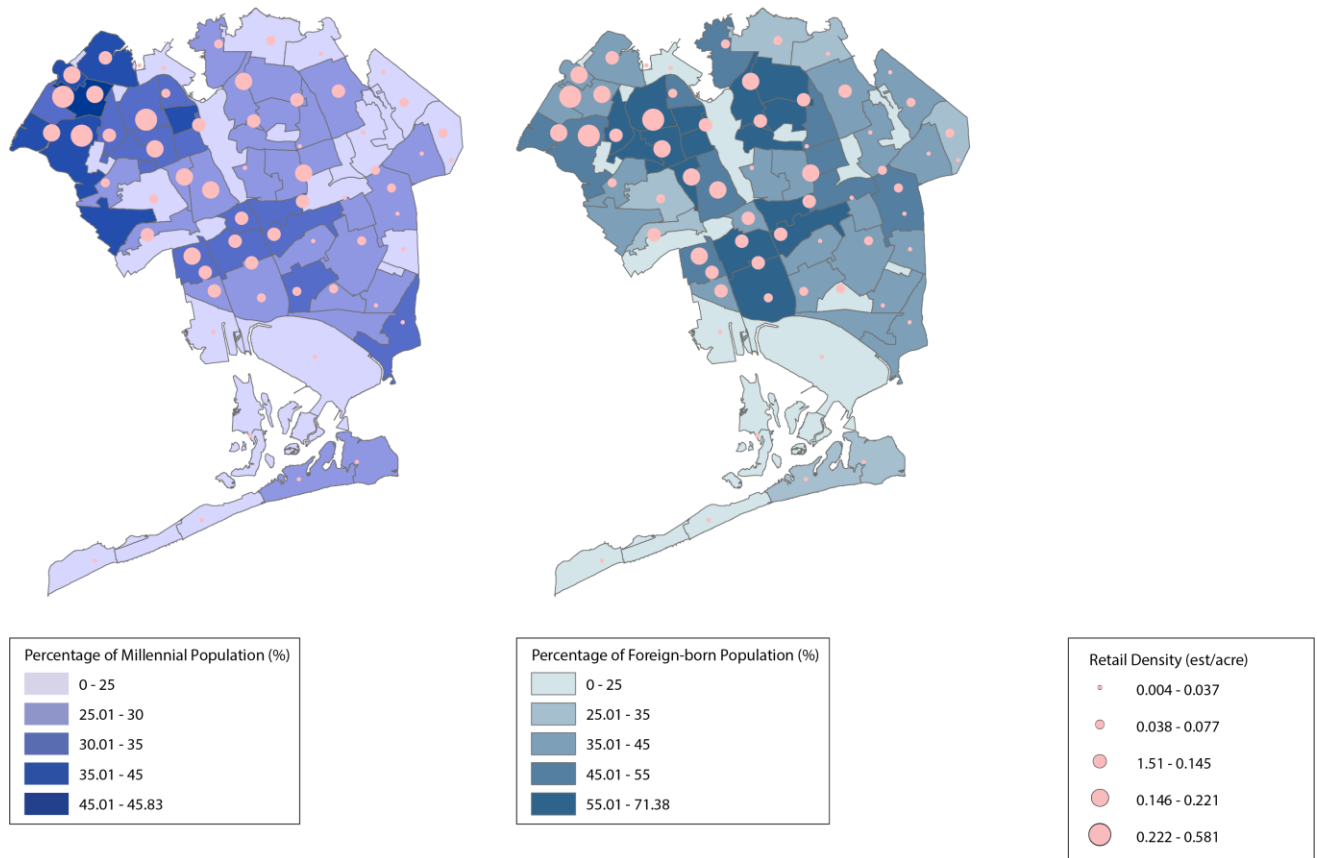 Percentage of Millennial Population (%)
0 - 25
25.01 - 30
30.01 - 35
35.01 - 45
45.01 - 45.83
Percentage of Foreign-born Population (%)
0 - 25
25.01 - 35
35.01 - 45
45.01 - 55
55.01 - 71.38
Retail Density (est/acre)
0.004 - 0.037
0.038 - 0.077
1.51 - 0.145
0.146 - 0.221
0.222 - 0.581